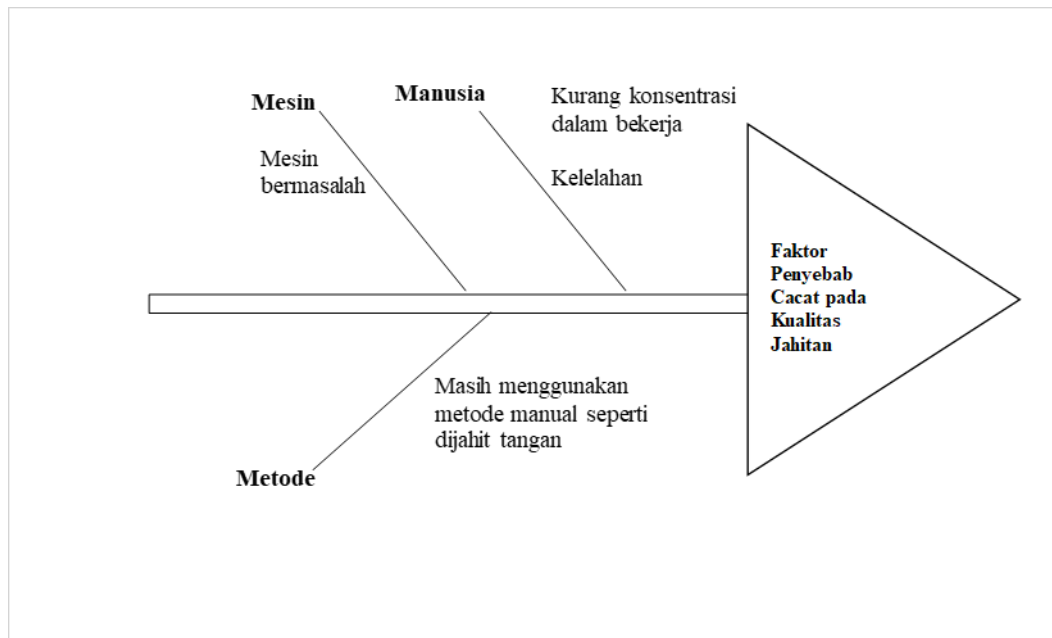 Mesin
Manusia
Kurang konsentrasi
dalam bekerja
Mesin
bermasalah
Kelelahan
Faktor
Penyebab
Cacat pada
Kualitas
Jahitan
Masih menggunakan
metode manual seperti
dijahit tangan
Metode